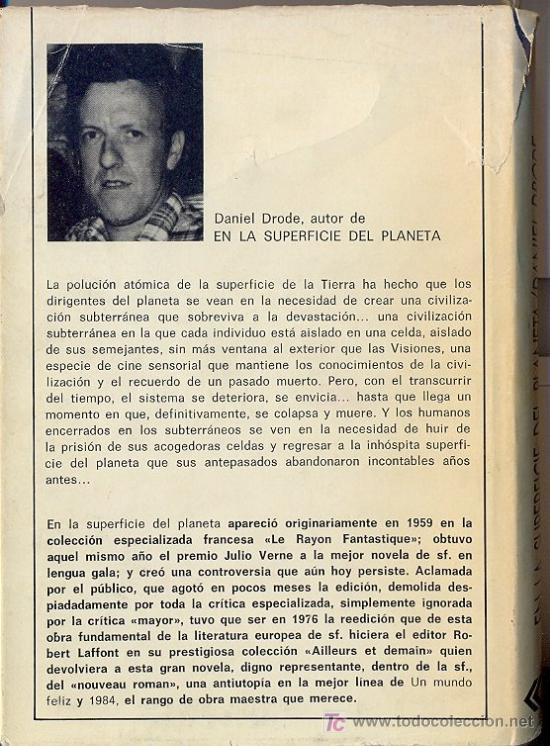 Daniel Drode, autor de
EN LA SUPERFICIE DEL PLANETA
La polución atómica de la superficie de la Tierra ha hecho que los
dirigentes del planeta se vean en la necesidad de crear una civiliza-
ción subterránea que sobreviva a la devastación... una civilización
subterránea en la que cada individuo está aislado en una celda, aislado
de sus semejantes, sin más ventana al exterior que las Visiones, una
especie de cine sensorial que mantiene los conocimientos de la civi-
lización y el recuerdo de un pasado muerto. Pero, con el transcurrir
del tiempo, el sistema se deteriora, se envicia... hasta que llega un
momento en que, definitivamente, se colapsa y muere. Y los humanos
encerrados en los subterráneos se ven en la necesidad de huir de
la prisión de sus acogedoras celdas y regresar a la inhóspita superfi-
cie del planeta que sus antepasados abandonaron incontables años
antes...
En la superficie del planeta apareció originariamente en 1959 en la
colección especializada francesa «Le Rayon Fantastique»; obtuvo
aquel mismo año el premio Julio Verne a la mejor novela de sf. en
lengua gala; y creó una controversia que aún hoy persiste. Aclamada
por el público, que agotó en pocos meses la edición, demolida des-
piadadamente por toda la crítica especializada, simplemente ignorada
por la crítica «mayor», tuvo que ser en 1976 la reedición que de esta
obra fundamental de la literatura europea de sf. hiciera el editor Ro-
bert Laffont en su prestigiosa colección «Ailleurs et demain» quien
devolviera a esta gran novela, digno representante, dentro de la sf.,
del «nouveau roman», una antiutopía en la mejor línea de Un mundo
feliz y 1984, el rango de obra maestra que merece.
EN LA SUPERFICIE DEL PLANETA / DANIEL DRODE
TC www.todocoleccion.net